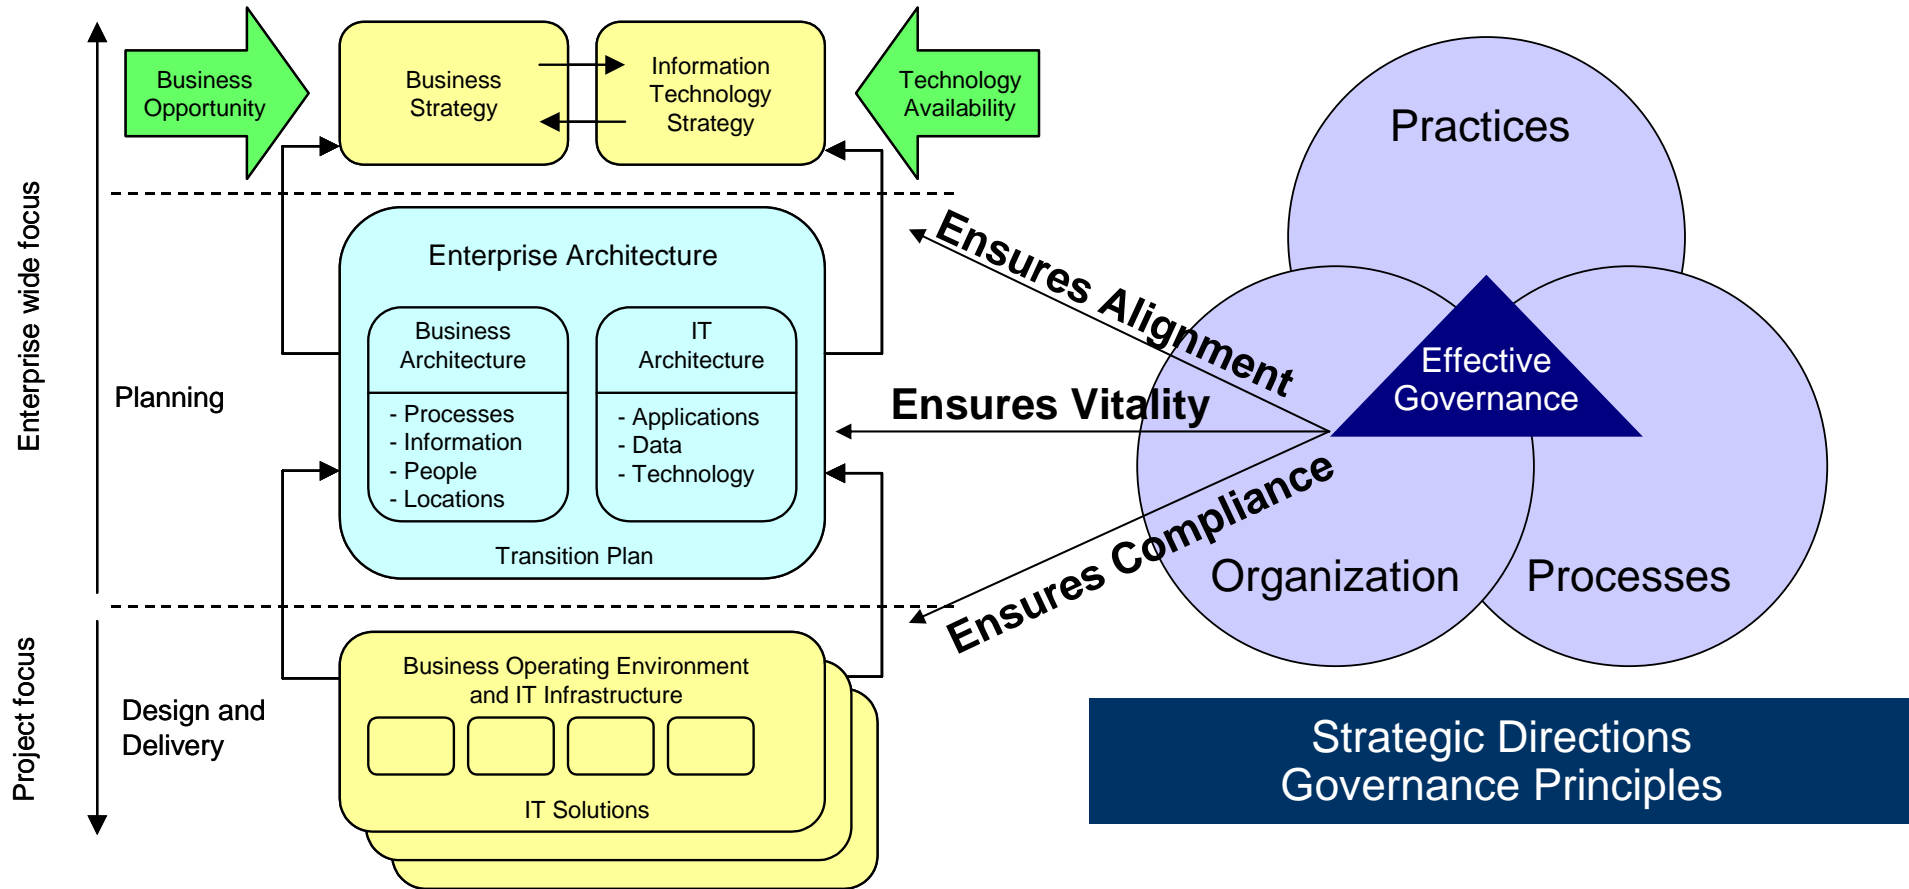 Business
Opportunity
Business
Strategy
Information
Technology
Strategy
Technology
Availability
Enterprise wide focus
Planning
Enterprise Architecture
Business
Architecture
- Processes
- Information
- People
- Locations
IT
Architecture
- Applications
- Data
- Technology
Transition Plan
Project focus
Design and
Delivery
Business Operating Environment
and IT Infrastructure
IT Solutions
Ensures Alignment
Ensures Vitality
Ensures Compliance
Practices
Effective
Governance
Organization
Processes
Strategic Directions
Governance Principles